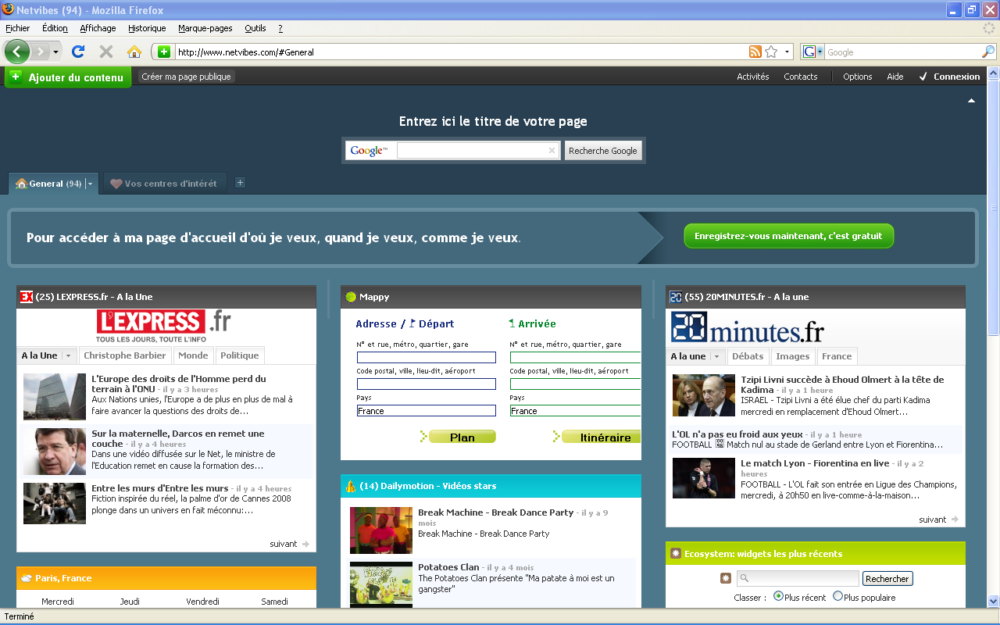 Netvibes (94) - Mozilla Firefox
Fichier Édition Affichage Historique Marque-pages Outils ?
http://www.netvibes.com/#General
Google
Ajouter du contenu
Créer ma page publique
Activités Contacts Options Aide Connexion
Entrez ici le titre de votre page
Google™
Recherche Google
General (94)
Vos centres d'intérét
Pour accéder à ma page d'accueil d'où je veux, quand je veux, comme je veux.
Enregistrez-vous maintenant, c'est gratuit
EX (25) LEXPRESS.fr - A la Une
L'EXPRESS.fr
TOUS LES JOURS, TOUTE L'INFO
A la Une Christophe Barbier Monde Politique
L'Europe des droits de l'Homme perd du
terrain à l'ONU - il y a 3 heures
Aux Nations unies, l'Europe a de plus en plus de mal à
faire avancer la questions des droits de...
Sur la maternelle, Darcos en remet une
couche - il y a 4 heures
Dans une vidéo diffusée sur le Net, le ministre de
l'Education remet en cause la formation des...
Entre les murs d'Entre les murs - il y a 4 heures
Fiction inspirée du réel, la palme d'or de Cannes 2008
plonge dans un univers en fait méconnu:...
suivant
Paris, France
Mercredi Jeudi Vendredi Samedi
Mappy
Adresse / Départ
Arrivée
N° et rue, métro, quartier, gare
N° et rue, métro, quartier, gare
Code postal, ville, lieu-dit, aéroport
Code postal, ville, lieu-dit, aéroport
Pays
Pays
France
France
Plan
Itinéraire
(14) Dailymotion - Vidéos stars
Break Machine - Break Dance Party - il y a 9
mois
Break Machine - Break Dance Party
Potatoes Clan - il y a 4 mois
The Potatoes Clan présente "Ma patate à moi est un
gangster"
20 (55) 20MINUTES.fr - A la une
20minutes.fr
A la une Débats Images France
Tzipi Livni succède à Ehoud Olmert à la tête de
Kadima - il y a 1 heure
ISRAEL - Tzipi Livni a été élue chef du parti Kadima
mercredi en remplacement d'Ehoud Olmert...
L'OL n'a pas eu froid aux yeux - il y a 1 heure
FOOTBALL Match nul au stade de Gerland entre Lyon et Fiorentina...
Le match Lyon - Fiorentina en live - il y a 2
heures
FOOTBALL - L'OL fait son entrée en Ligue des Champions,
mercredi, à 20h50 en live-comme-à-la-maison...
suivant
Ecosystem: widgets les plus récents
Rechercher
Classer : Plus récent Plus populaire
Terminé